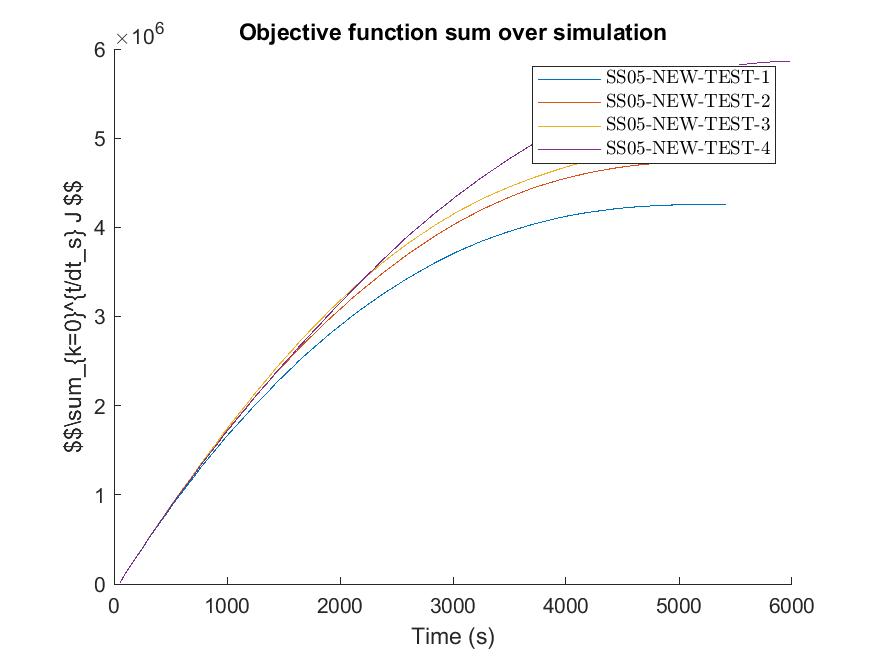 Objective function sum over simulation
×10^6
6
5
4
3
2
1
0
$$\sum_{k=0}^{t/dt_s} J $$
SS05-NEW-TEST-1
SS05-NEW-TEST-2
SS05-NEW-TEST-3
SS05-NEW-TEST-4
0 1000 2000 3000 4000 5000 6000
Time (s)